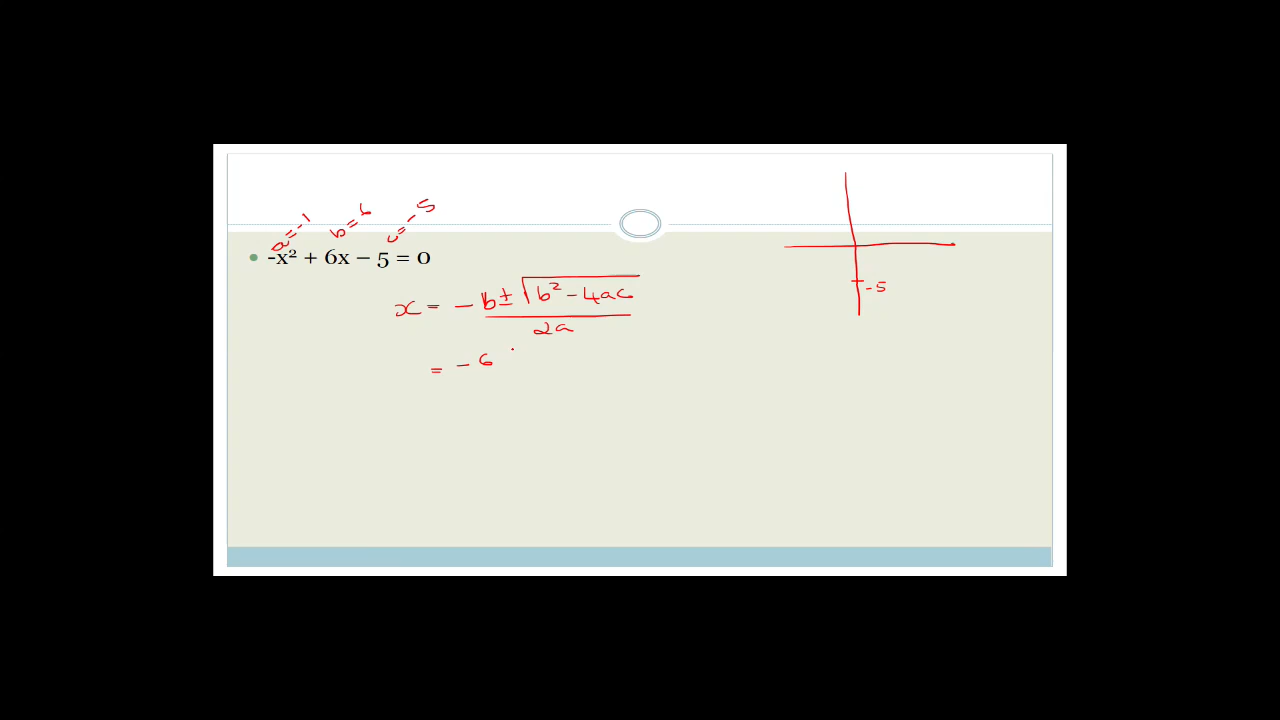 a=-1 b=6 c=-5
-x² + 6x – 5 = 0
x = -b±√b²-4ac
2a
= -6
-5